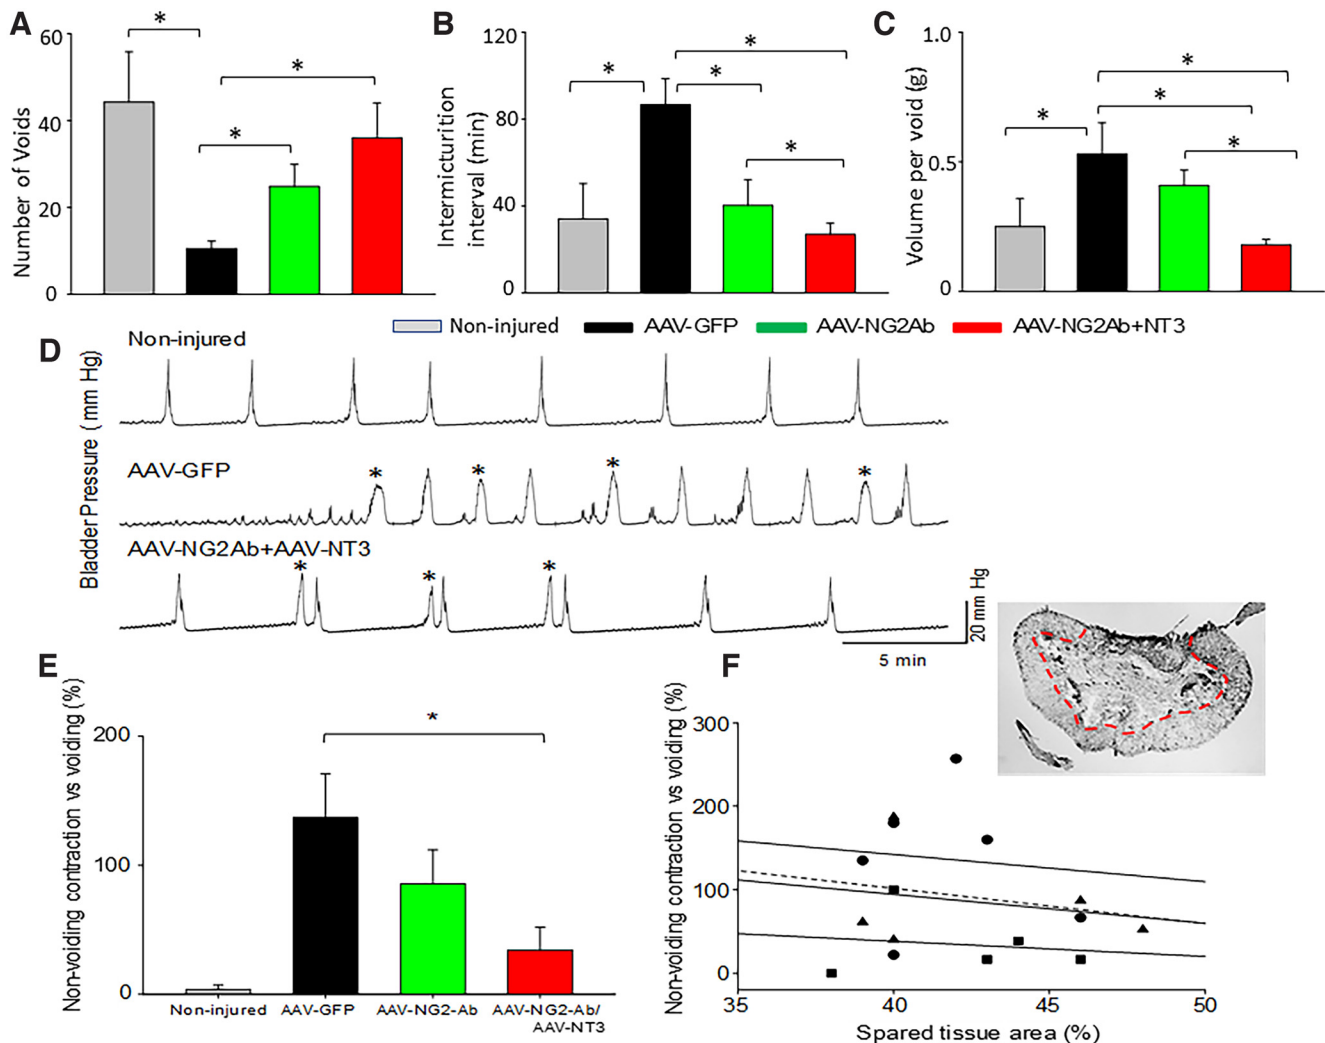 A
Number of Voids
60
40
20
0
*
*
*
B
Intermicturition
interval (min)
120
80
40
0
*
*
*
*
C
Volume per void (g)
1.0
0.5
0
*
*
*
*
Non-injured
AAV-GFP
AAV-NG2Ab
AAV-NG2Ab+NT3
D
Bladder Pressure ( mm Hg)
Non-injured
AAV-GFP
*
*
*
*
AAV-NG2Ab+AAV-NT3
*
*
*
20 mm Hg
5 min
E
Non-voiding contraction vs voiding (%)
200
100
0
*
Non-injured
AAV-GFP
AAV-NG2-Ab
AAV-NG2-Ab/
AAV-NT3
F
Non-voiding contraction vs voiding (%)
300
200
100
0
35
40
45
50
Spared tissue area (%)